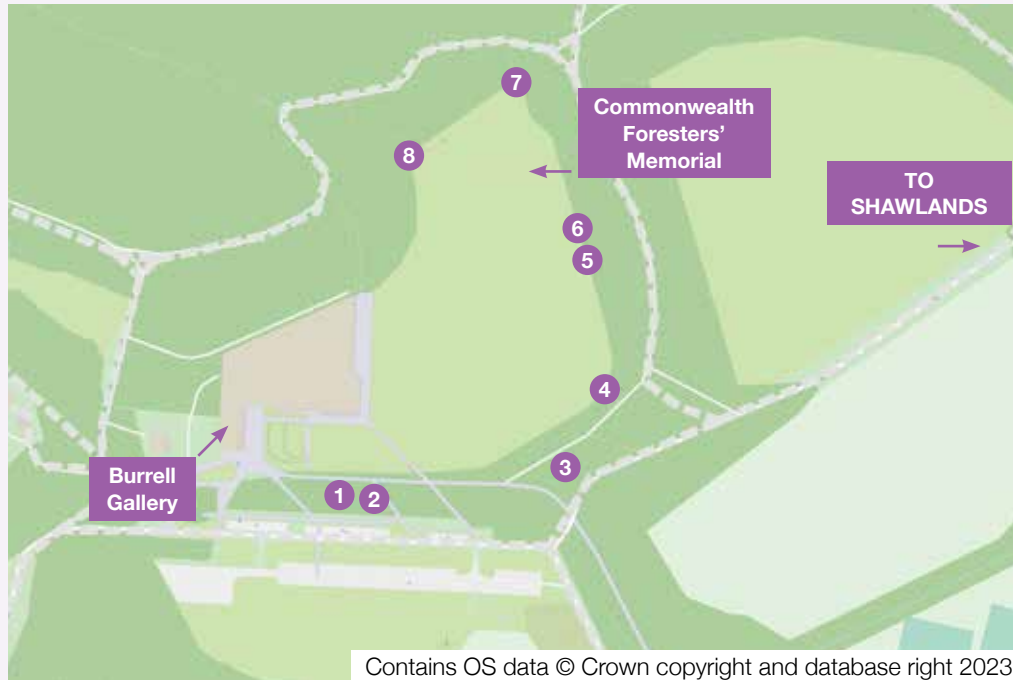 7
Commonwealth
Foresters’
Memorial
8
TO
SHAWLANDS
6
5
4
3
Burrell
Gallery
1
2
Contains OS data © Crown copyright and database right 2023